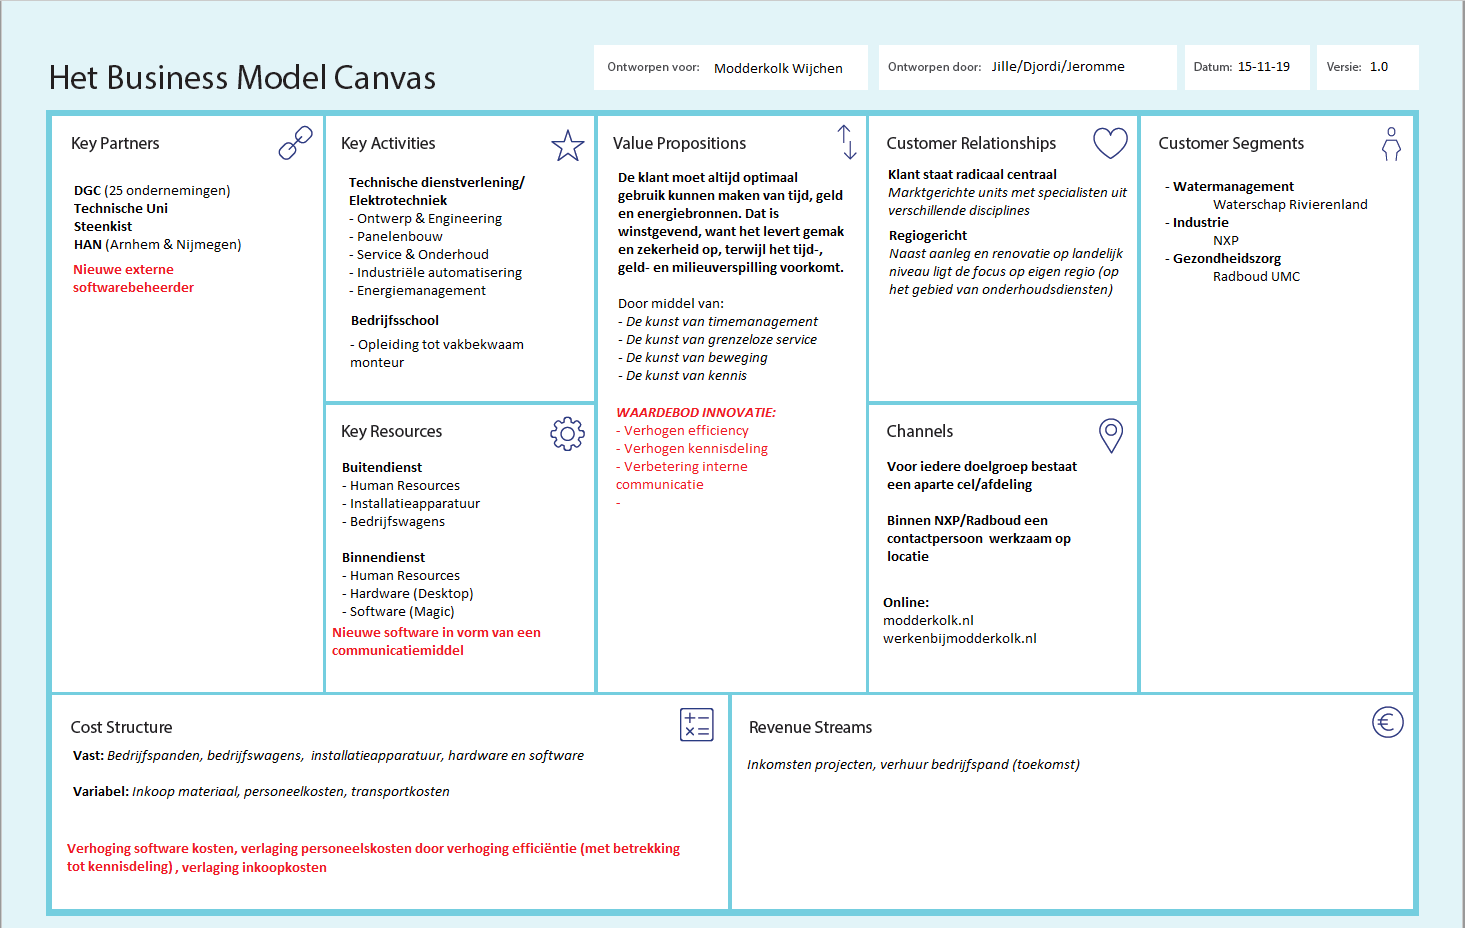 Het Business Model Canvas
Ontworpen voor: Modderkolk Wijchen
Ontworpen door: Jille/Djordi/Jeromme
Datum: 15-11-19
Versie: 1.0
Key Partners
DGC (25 ondernemingen)
Technische Uni
Steenkist
HAN (Arnhem & Nijmegen)
Nieuwe externe
softwarebeheerder
Key Activities
Technische dienstverlening/
Elektrotechniek
- Ontwerp & Engineering
- Panelenbouw
- Service & Onderhoud
- Industriële automatisering
- Energiemanagement
Bedrijfsschool
- Opleiding tot vakbekwaam
monteur
Key Resources
Buitendienst
- Human Resources
- Installatieapparatuur
- Bedrijfswagens
Binnendienst
- Human Resources
- Hardware (Desktop)
- Software (Magic)
Nieuwe software in vorm van een
communicatiemiddel
Value Propositions
De klant moet altijd optimaal
gebruik kunnen maken van tijd, geld
en energiebronnen. Dat is
winstgevend, want het levert gemak
en zekerheid op, terwijl het tijd-,
geld- en milieuverspilling voorkomt.
Door middel van:
- De kunst van timemanagement
- De kunst van grenzeloze service
- De kunst van beweging
- De kunst van kennis
WAARDEBOD INNOVATIE:
- Verhogen efficiency
- Verhogen kennisdeling
- Verbetering interne
communicatie
-
Customer Relationships
Klant staat radicaal centraal
Marktgerichte units met specialisten uit
verschillende disciplines
Regiogericht
Naast aanleg en renovatie op landelijk
niveau ligt de focus op eigen regio (op
het gebied van onderhoudsdiensten)
Channels
Voor iedere doelgroep bestaat
een aparte cel/afdeling
Binnen NXP/Radboud een
contactpersoon werkzaam op
locatie
Online:
modderkolk.nl
werkenbijmodderkolk.nl
Customer Segments
- Watermanagement
Waterschap Rivierenland
- Industrie
NXP
- Gezondheidszorg
Radboud UMC
Cost Structure
Vast: Bedrijfspanden, bedrijfswagens, installatieapparatuur, hardware en software
Variabel: Inkoop materiaal, personeelkosten, transportkosten
Verhoging software kosten, verlaging personeelskosten door verhoging efficiëntie (met betrekking
tot kennisdeling) , verlaging inkoopkosten
Revenue Streams
Inkomsten projecten, verhuur bedrijfspand (toekomst)